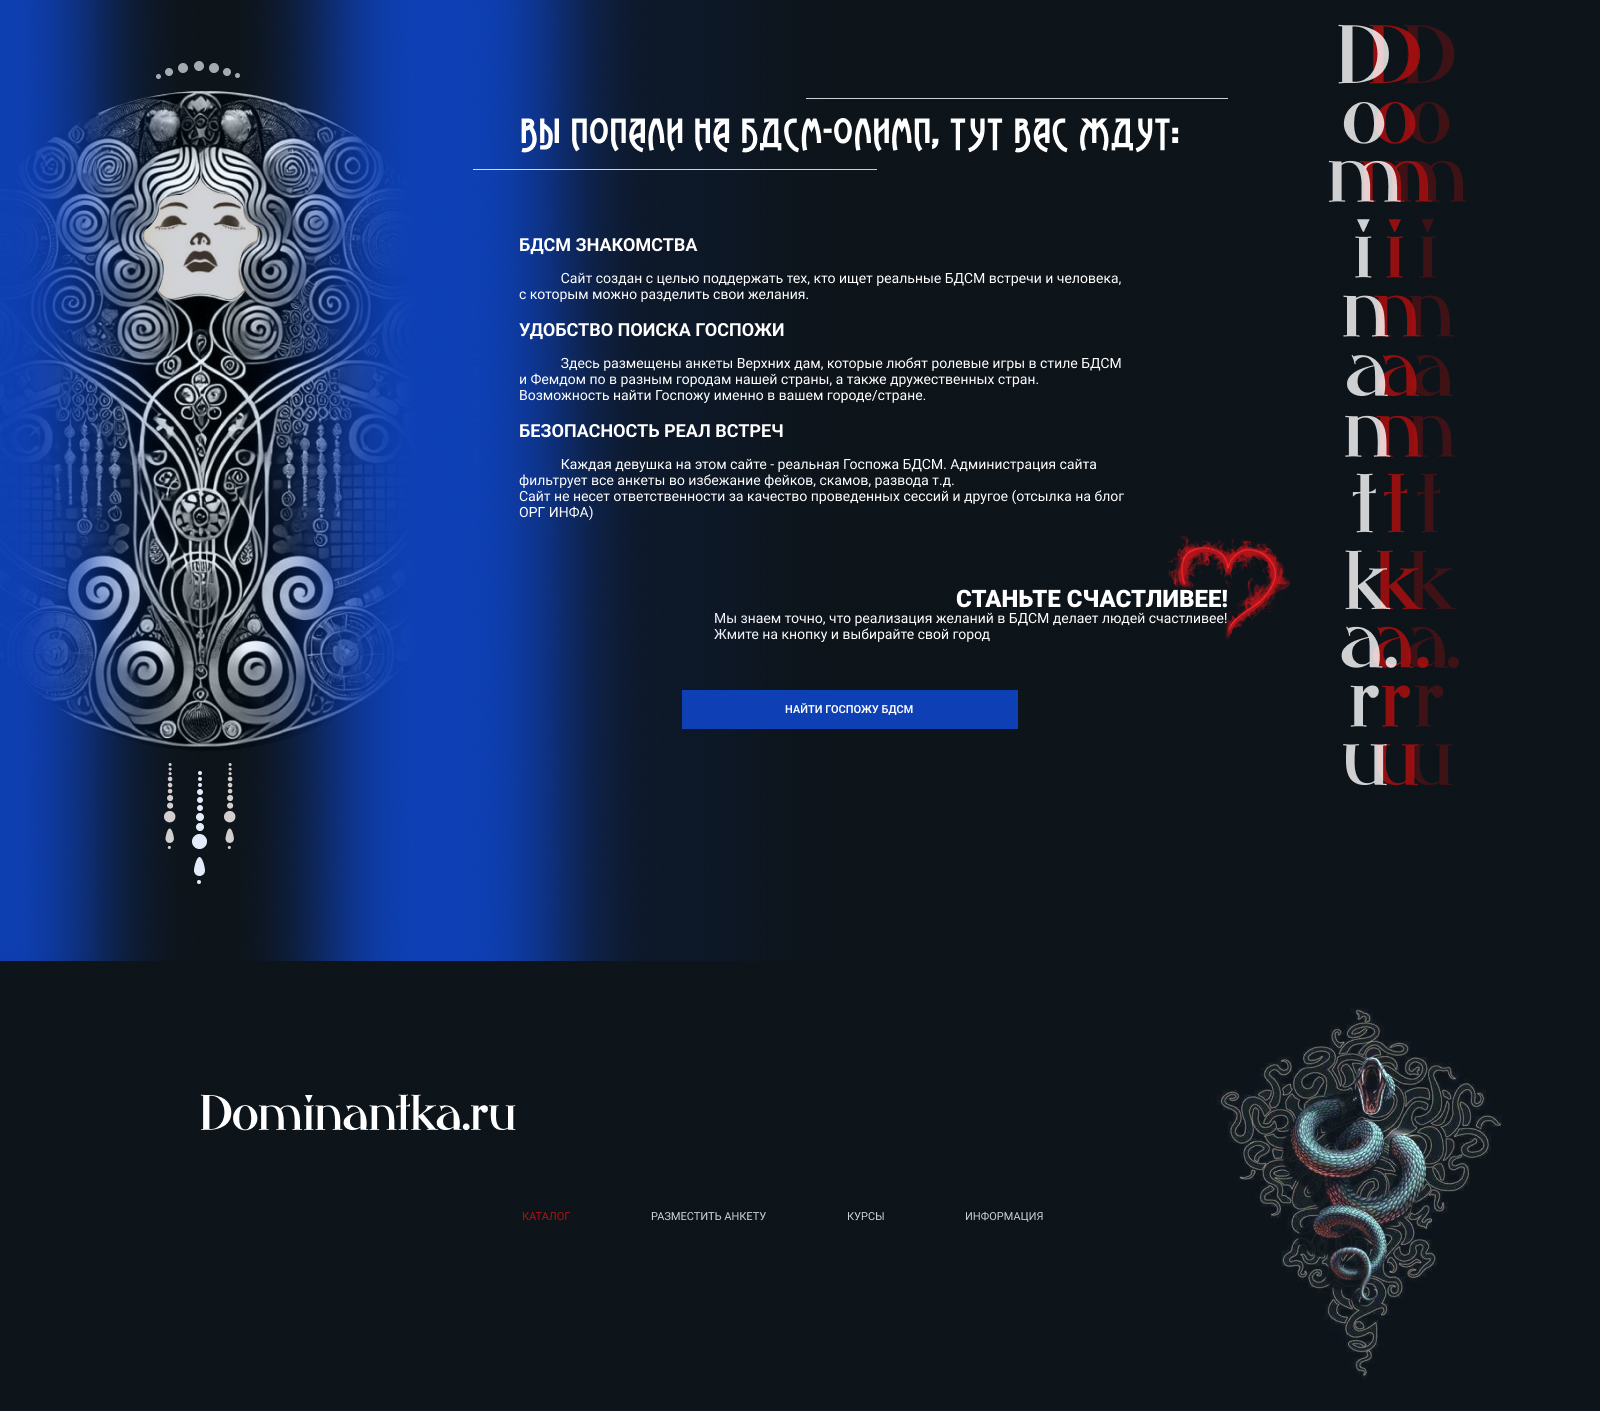 ВЫ ПОПАЛИ НА БДСМ-ОЛИМП, ТУТ ВАС ЖДУТ:
БДСМ ЗНАКОМСТВА
Сайт создан с целью поддержать тех, кто ищет реальные БДСМ встречи и человека,
с которым можно разделить свои желания.
УДОБСТВО ПОИСКА ГОСПОЖИ
Здесь размещены анкеты Верхних дам, которые любят ролевые игры в стиле БДСМ
и Фемдом по в разным городам нашей страны, а также дружественных стран.
Возможность найти Госпожу именно в вашем городе/стране.
БЕЗОПАСНОСТЬ РЕАЛ ВСТРЕЧ
Каждая девушка на этом сайте - реальная Госпожа БДСМ. Администрация сайта
фильтрует все анкеты во избежание фейков, скамов, развода т.д.
Сайт не несет ответственности за качество проведенных сессий и другое (отсылка на блог
ОРГ ИНФА)
СТАНЬТЕ СЧАСТЛИВЕЕ!
Мы знаем точно, что реализация желаний в БДСМ делает людей счастливее!
Жмите на кнопку и выбирайте свой город
НАЙТИ ГОСПОЖУ БДСМ
Dominantka.ru
Dominantka.ru
КАТАЛОГ РАЗМЕСТИТЬ АНКЕТУ КУРСЫ ИНФОРМАЦИЯ